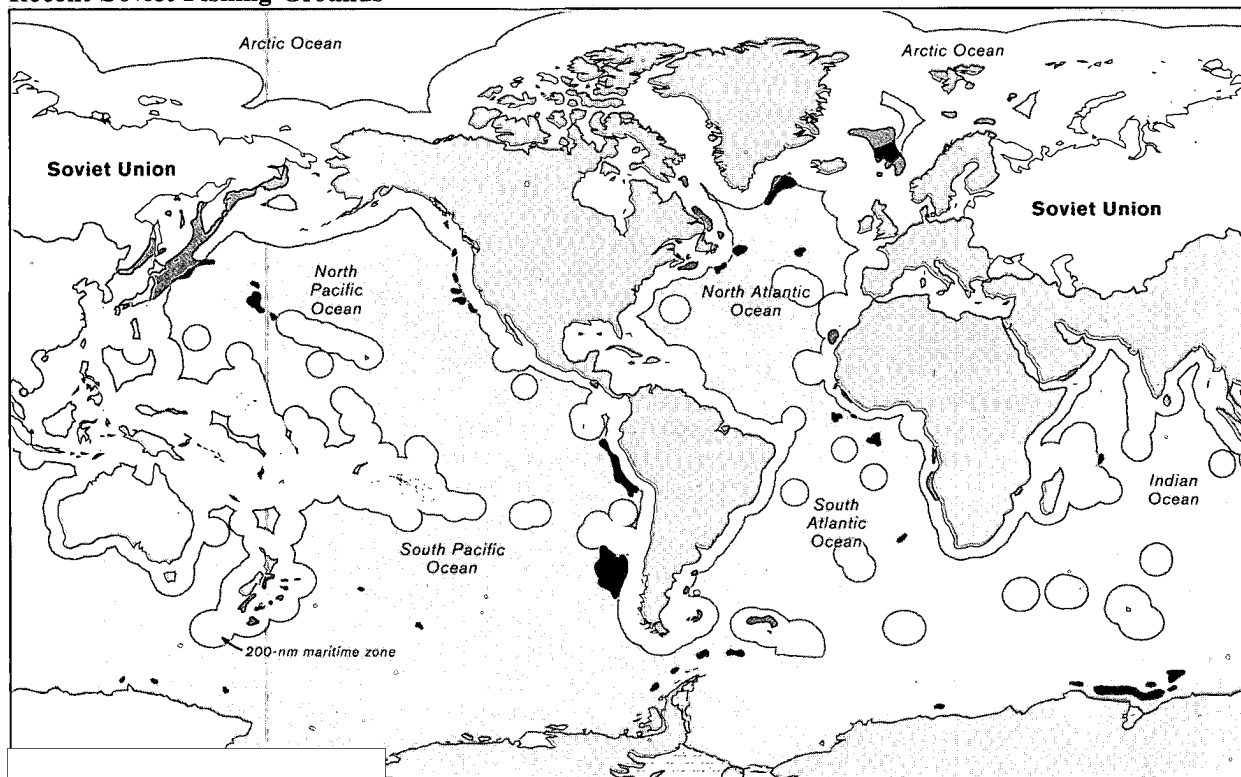 Recent Soviet Fishing Grounds
Arctic Ocean
Arctic Ocean
Soviet Union
Soviet Union
North
Pacific
Ocean
North Atlantic
Ocean
Indian
Ocean
South
Atlantic
Ocean
South Pacific
Ocean
200-nm maritime zone